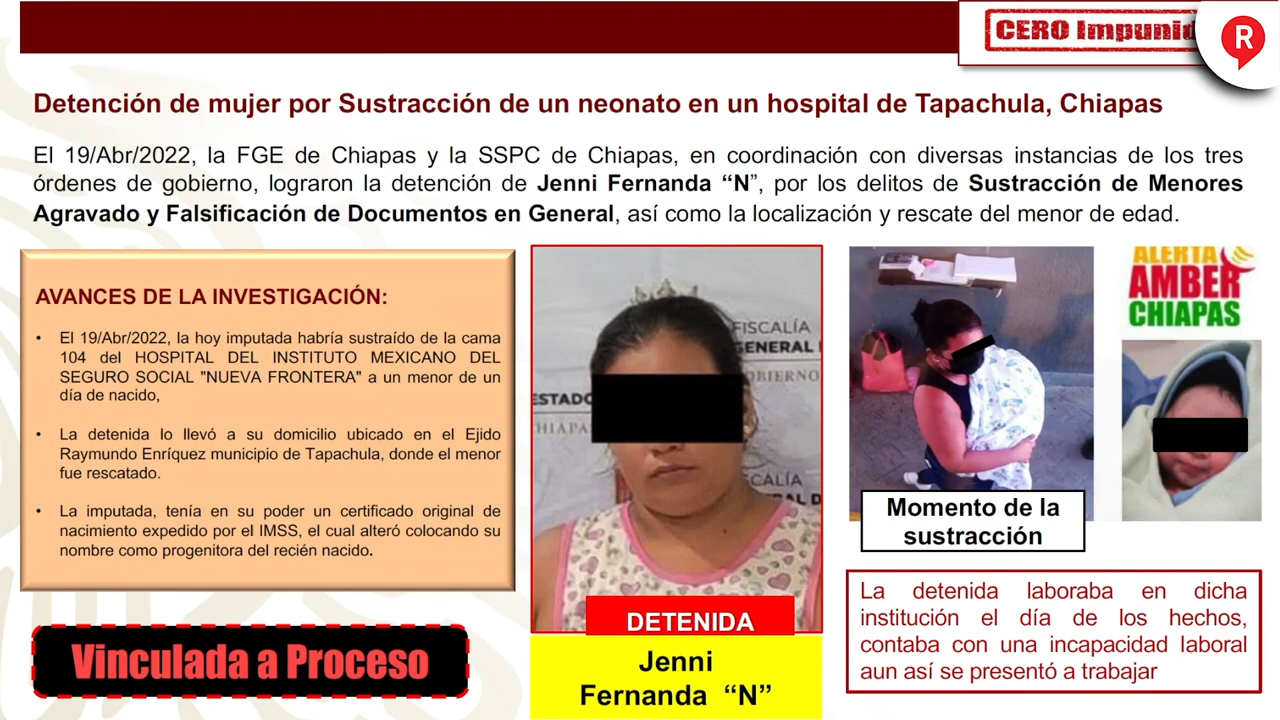 CERO Impunid
R
Detención de mujer por Sustracción de un neonato en un hospital de Tapachula, Chiapas
El 19/Abr/2022, la FGE de Chiapas y la SSPC de Chiapas, en coordinación con diversas instancias de los tres
órdenes de gobierno, lograron la detención de Jenni Fernanda “N”, por los delitos de Sustracción de Menores
Agravado y Falsificación de Documentos en General, así como la localización y rescate del menor de edad.
AVANCES DE LA INVESTIGACIÓN:
• El 19/Abr/2022, la hoy imputada habría sustraído de la cama
104 del HOSPITAL DEL INSTITUTO MEXICANO DEL
SEGURO SOCIAL "NUEVA FRONTERA" a un menor de un
día de nacido,
• La detenida lo llevó a su domicilio ubicado en el Ejido
Raymundo Enríquez municipio de Tapachula, donde el menor
fue rescatado.
• La imputada, tenía en su poder un certificado original de
nacimiento expedido por el IMSS, el cual alteró colocando su
nombre como progenitora del recién nacido.
Vinculada a Proceso
FISCALÍA
GENERAL
OBIERNO
ESTADO
CHIAPAS
SCALÍA
RAL D
DETENIDA
Jenni
Fernanda “N”
Momento de la
sustracción
ALERTA
AMBER
CHIAPAS
La detenida laboraba en dicha
institución el día de los hechos,
contaba con una incapacidad laboral
aun así se presentó a trabajar